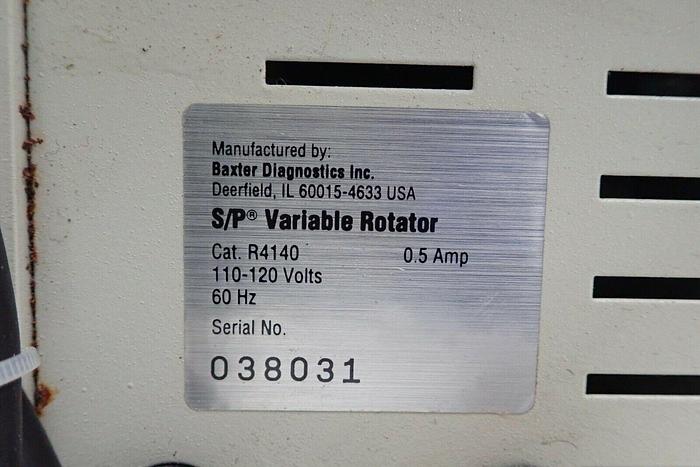 Manufactured by:
Baxter Diagnostics Inc.
Deerfield, IL 60015-4633 USA
S/P® Variable Rotator
Cat. R4140 0.5 Amp
110-120 Volts
60 Hz
Serial No.
038031